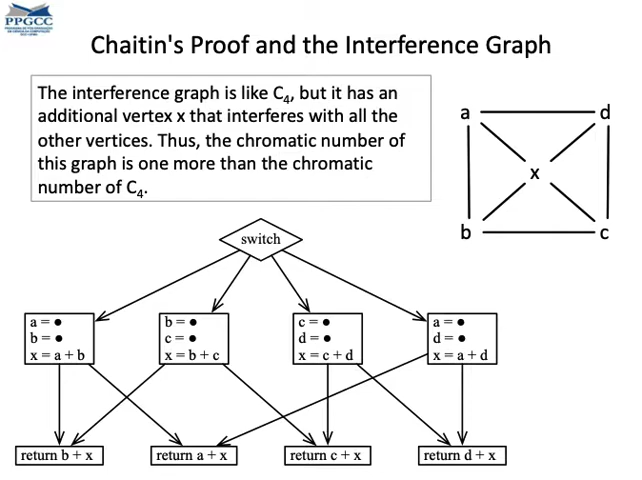 PPGCC
Chaitin's Proof and the Interference Graph
The interference graph is like C4, but it has an
additional vertex x that interferes with all the
other vertices. Thus, the chromatic number of
this graph is one more than the chromatic
number of C4.
a
d
x
b
c
switch
a = •
b = •
x = a + b
b = •
c = •
x = b + c
c = •
d = •
x = c + d
a = •
d = •
x = a + d
return b + x
return a + x
return c + x
return d + x